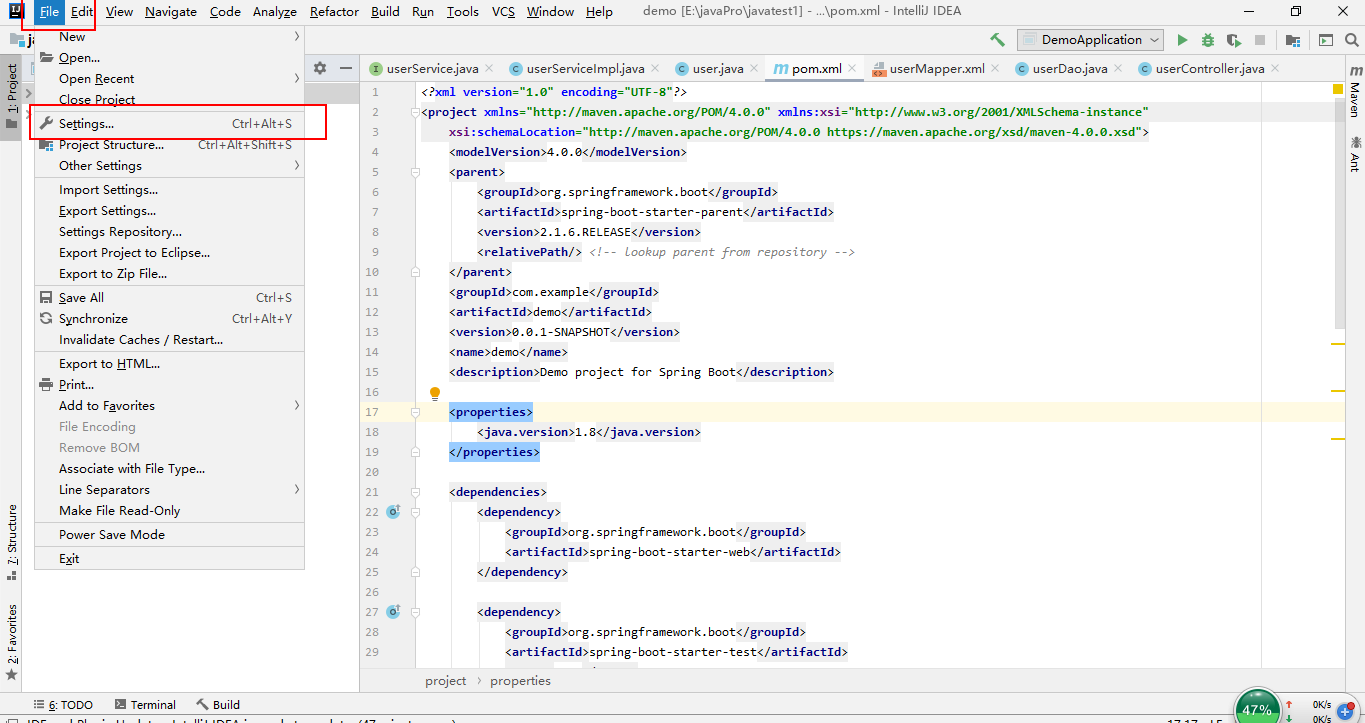 File Edit View Navigate Code Analyze Refactor Build Run Tools VCS Window Help demo [E:\javaPro\javatest1] - ...\pom.xml - IntelliJ IDEA
DemoApplication
New
Open...
Open Recent
Close Project
Settings... Ctrl+Alt+S
Project Structure... Ctrl+Alt+Shift+S
Other Settings
Import Settings...
Export Settings...
Settings Repository...
Export Project to Eclipse...
Export to Zip File...
Save All Ctrl+S
Synchronize Ctrl+Alt+Y
Invalidate Caches / Restart...
Export to HTML...
Print...
Add to Favorites
File Encoding
Remove BOM
Associate with File Type...
Line Separators
Make File Read-Only
Power Save Mode
Exit
1: Project
7: Structure
2: Favorites
userService.java userServiceImpl.java user.java pom.xml userMapper.xml userDao.java userController.java
1 <?xml version="1.0" encoding="UTF-8"?>
2 <project xmlns="http://maven.apache.org/POM/4.0.0" xmlns:xsi="http://www.w3.org/2001/XMLSchema-instance"
3 xsi:schemaLocation="http://maven.apache.org/POM/4.0.0 https://maven.apache.org/xsd/maven-4.0.0.xsd">
4 <modelVersion>4.0.0</modelVersion>
5 <parent>
6 <groupId>org.springframework.boot</groupId>
7 <artifactId>spring-boot-starter-parent</artifactId>
8 <version>2.1.6.RELEASE</version>
9 <relativePath/> <!-- lookup parent from repository -->
10 </parent>
11 <groupId>com.example</groupId>
12 <artifactId>demo</artifactId>
13 <version>0.0.1-SNAPSHOT</version>
14 <name>demo</name>
15 <description>Demo project for Spring Boot</description>
16
17 <properties>
18 <java.version>1.8</java.version>
19 </properties>
20
21 <dependencies>
22 <dependency>
23 <groupId>org.springframework.boot</groupId>
24 <artifactId>spring-boot-starter-web</artifactId>
25 </dependency>
26
27 <dependency>
28 <groupId>org.springframework.boot</groupId>
29 <artifactId>spring-boot-starter-test</artifactId>
Maven
Ant
project › properties
6: TODO Terminal Build
47%
0K/s
0K/s